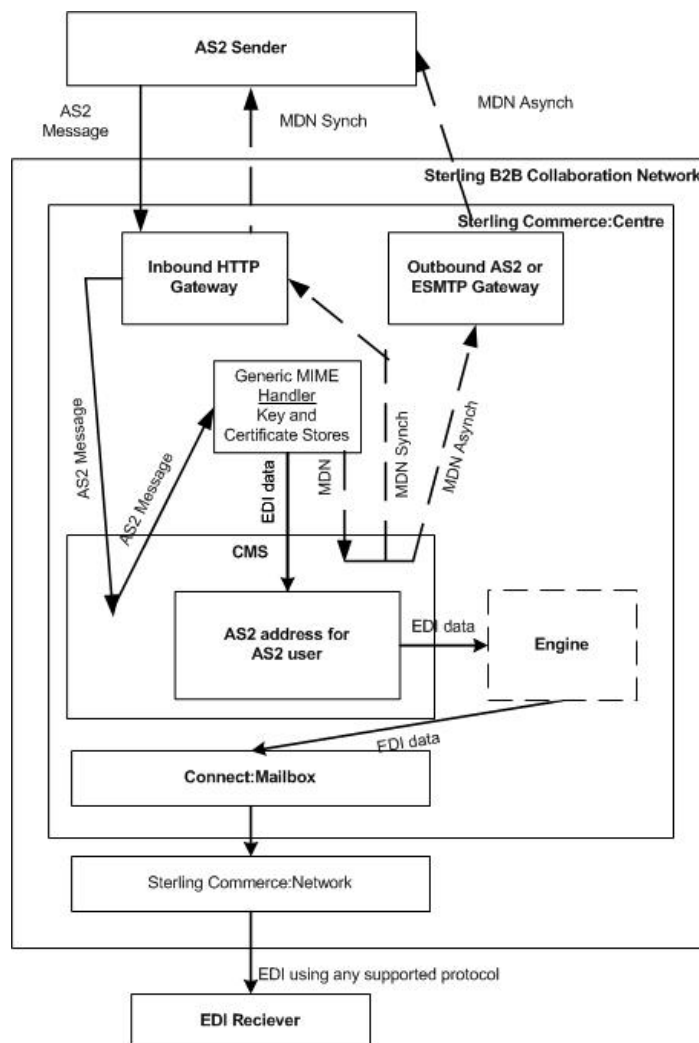 AS2 Sender
AS2
Message
MDN Synch
MDN Asynch
Sterling B2B Collaboration Network
Sterling Commerce:Centre
Inbound HTTP
Gateway
Outbound AS2 or
ESMTP Gateway
Generic MIME
Handler
Key and
Certificate Stores
AS2 Message
AS2 Message
EDI data
MDN
MDN Synch
MDN Asynch
CMS
AS2 address for
AS2 user
EDI data
Engine
EDI data
Connect:Mailbox
Sterling Commerce:Network
EDI using any supported protocol
EDI Reciever